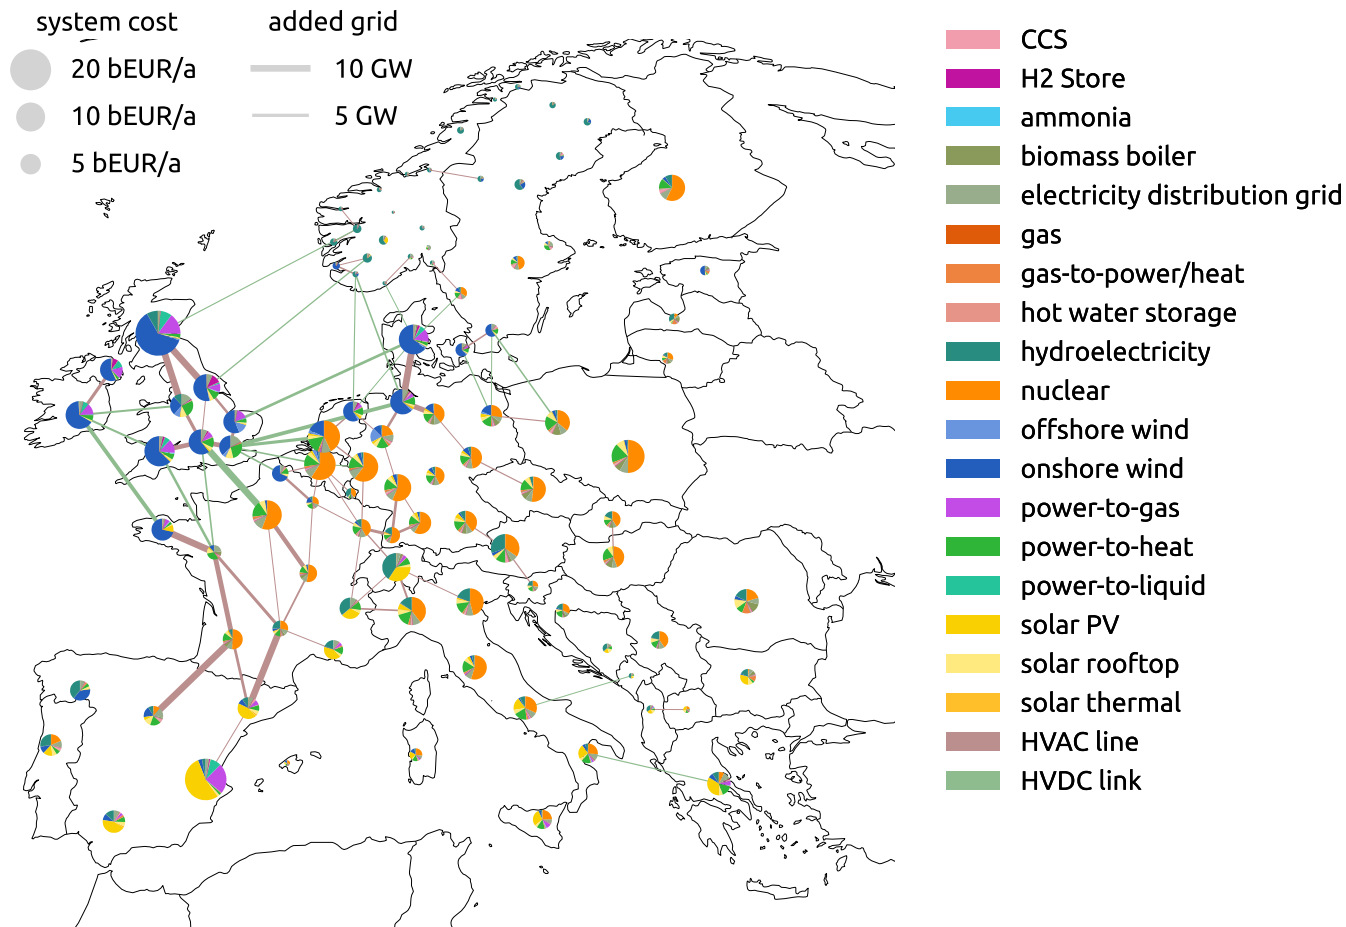 system cost
20 bEUR/a
10 bEUR/a
5 bEUR/a
added grid
10 GW
5 GW
CCS
H2 Store
ammonia
biomass boiler
electricity distribution grid
gas
gas-to-power/heat
hot water storage
hydroelectricity
nuclear
offshore wind
onshore wind
power-to-gas
power-to-heat
power-to-liquid
solar PV
solar rooftop
solar thermal
HVAC line
HVDC link